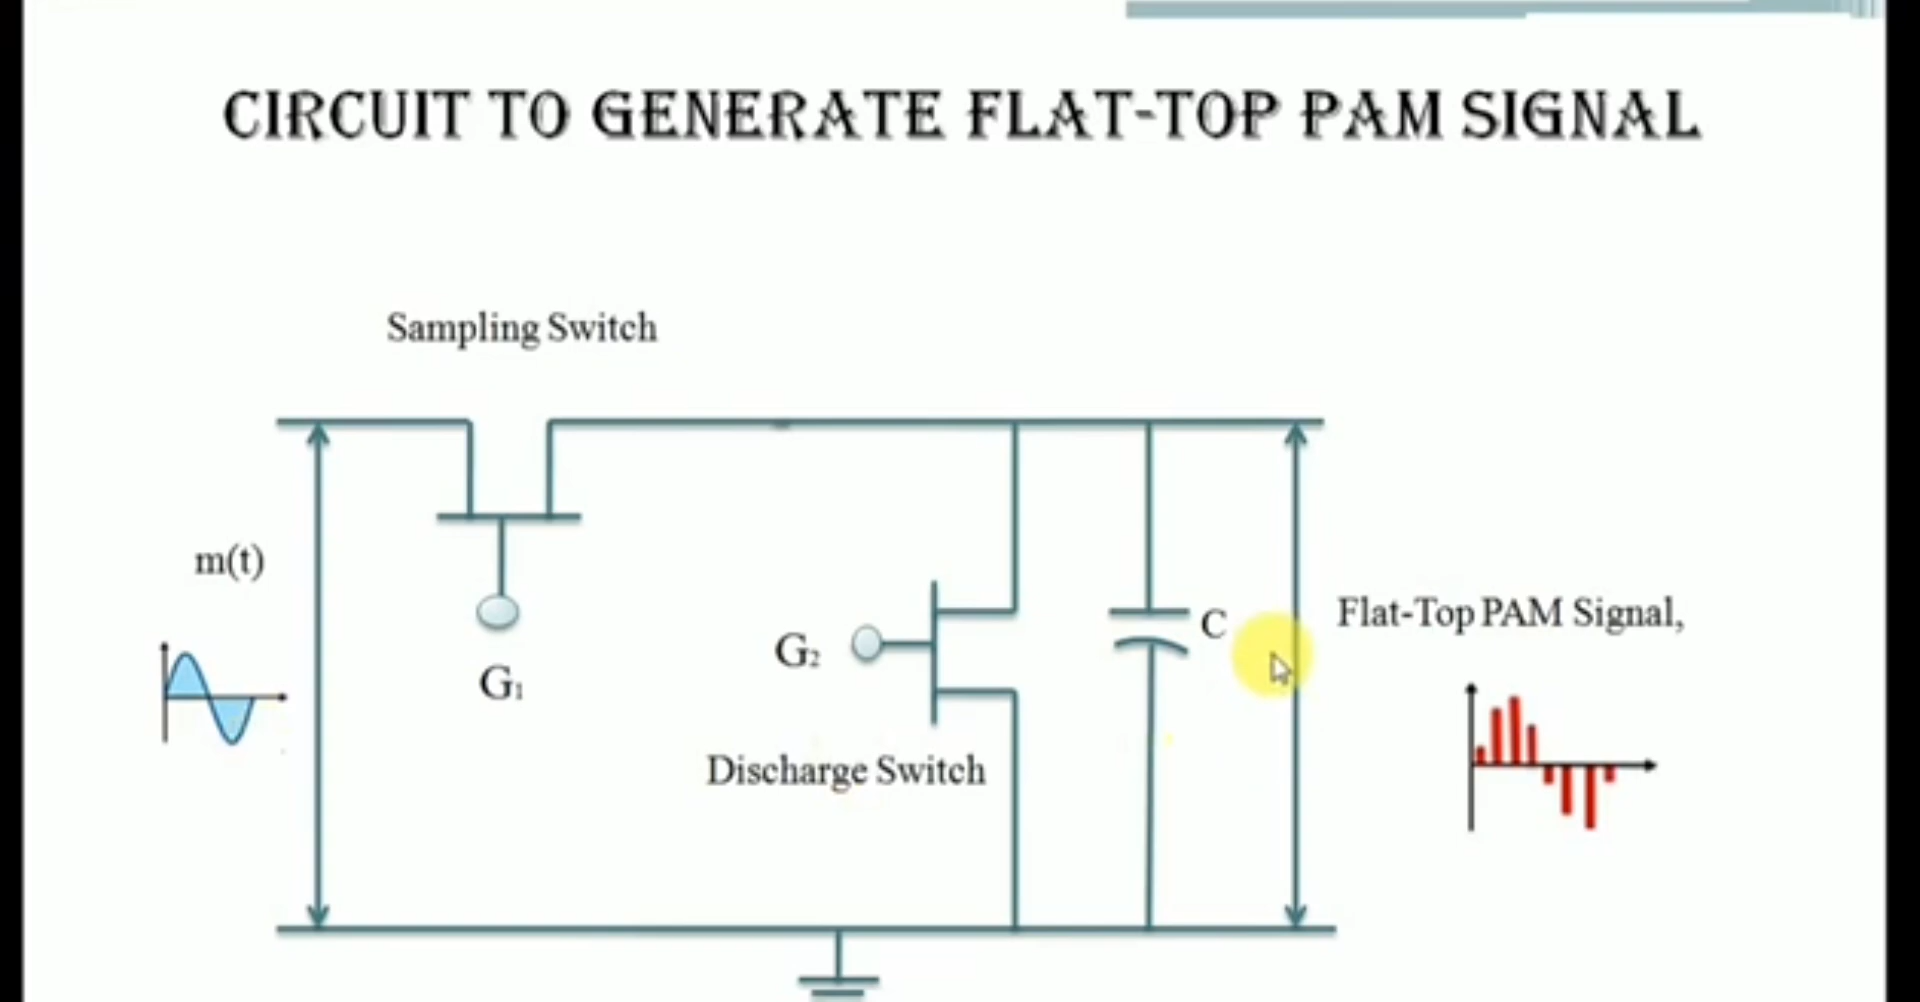 CIRCUIT TO GENERATE FLAT-TOP PAM SIGNAL
Sampling Switch
m(t)
G₁
G₂
C
Flat-Top PAM Signal,
Discharge Switch